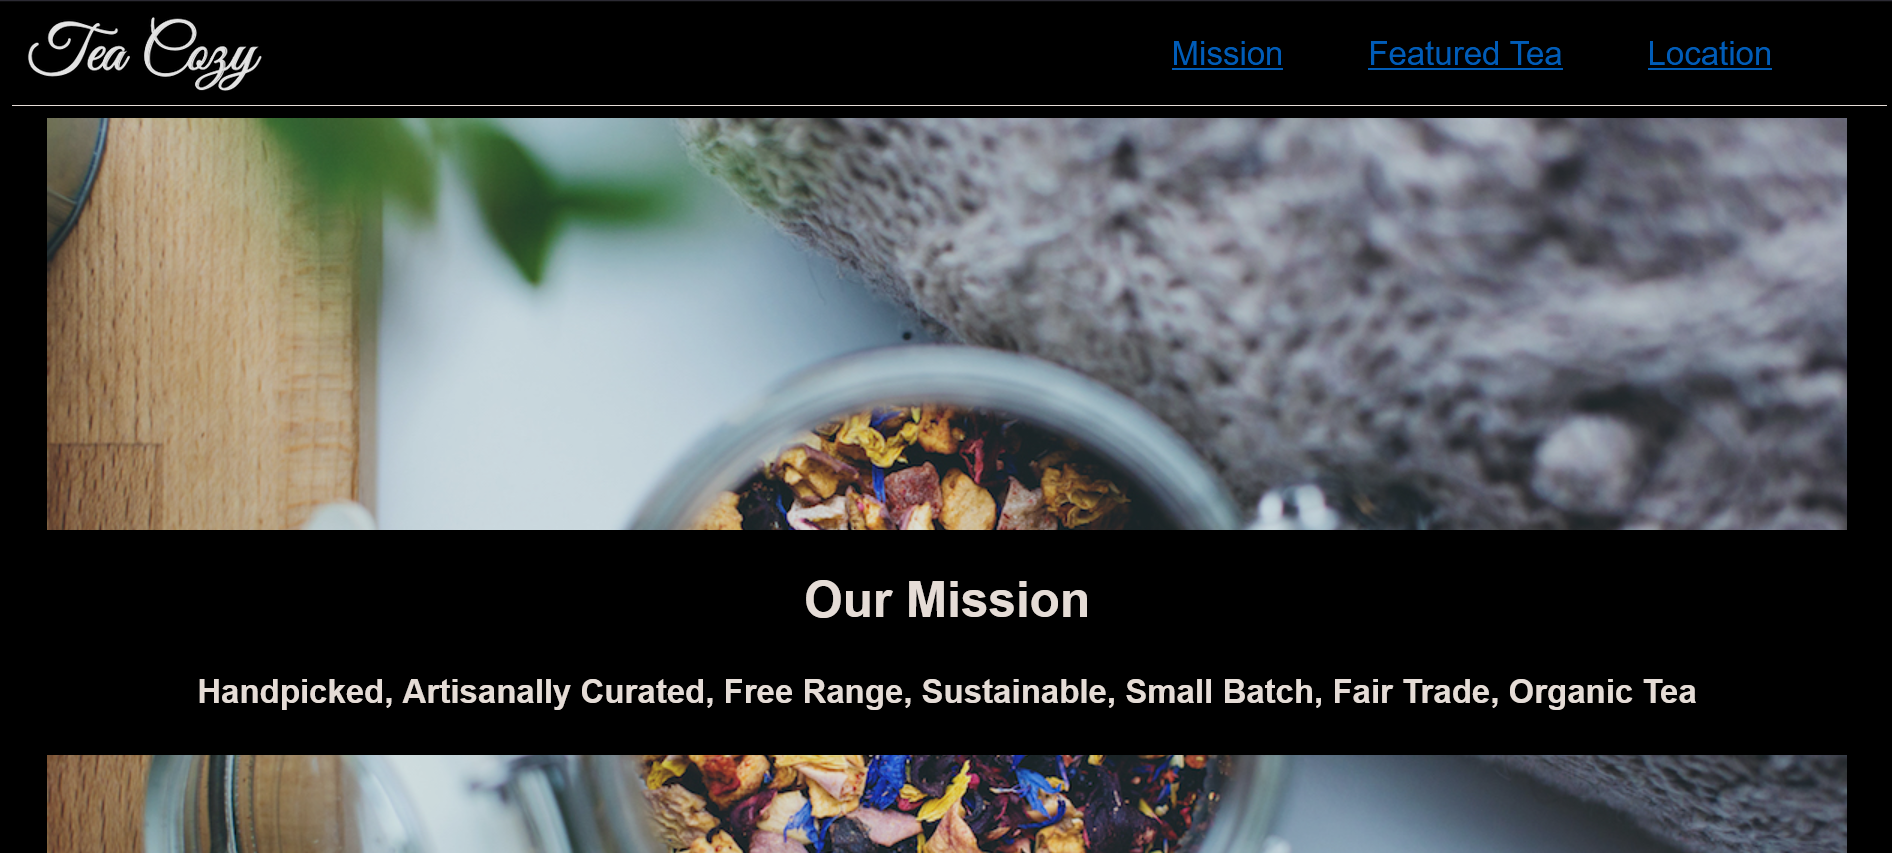 Tea Cozy
Mission Featured Tea Location
Our Mission
Handpicked, Artisanally Curated, Free Range, Sustainable, Small Batch, Fair Trade, Organic Tea